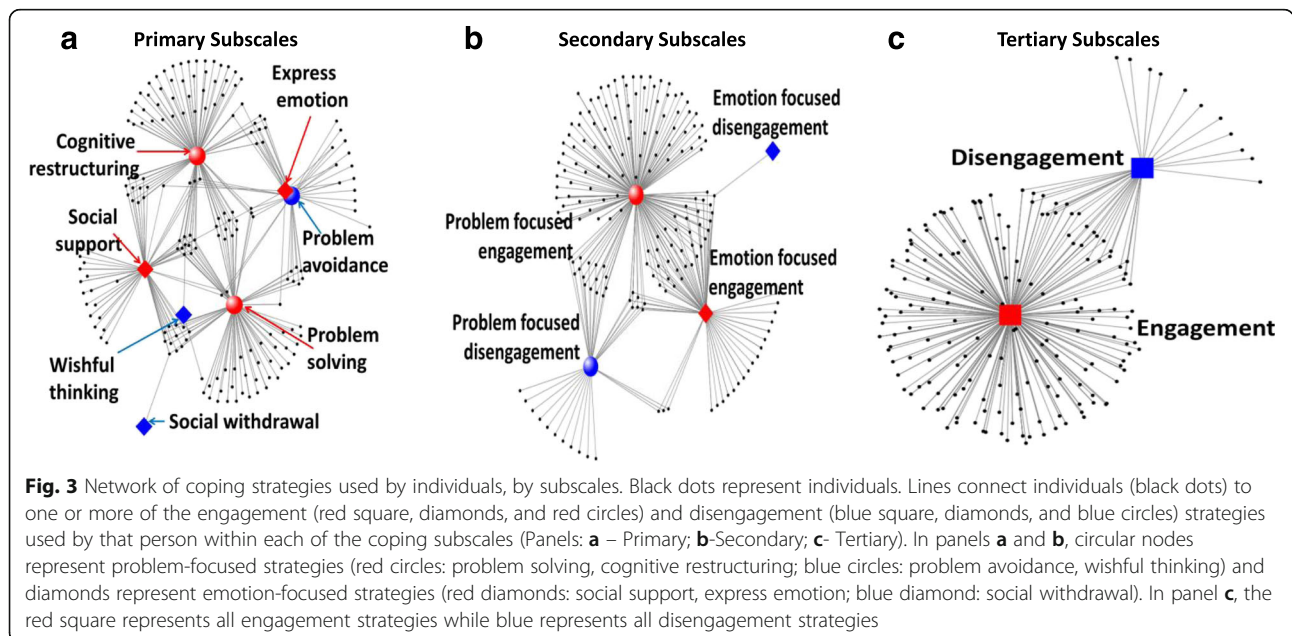 a Primary Subscales
Express
emotion
Cognitive
restructuring
Social
support
Problem
avoidance
Wishful
thinking
Problem
solving
Social withdrawal
b Secondary Subscales
Emotion focused
disengagement
Problem focused
engagement
Emotion focused
engagement
Problem focused
disengagement
c Tertiary Subscales
Disengagement
Engagement
Fig. 3 Network of coping strategies used by individuals, by subscales. Black dots represent individuals. Lines connect individuals (black dots) to
one or more of the engagement (red square, diamonds, and red circles) and disengagement (blue square, diamonds, and blue circles) strategies
used by that person within each of the coping subscales (Panels: a – Primary; b-Secondary; c- Tertiary). In panels a and b, circular nodes
represent problem-focused strategies (red circles: problem solving, cognitive restructuring; blue circles: problem avoidance, wishful thinking) and
diamonds represent emotion-focused strategies (red diamonds: social support, express emotion; blue diamond: social withdrawal). In panel c, the
red square represents all engagement strategies while blue represents all disengagement strategies